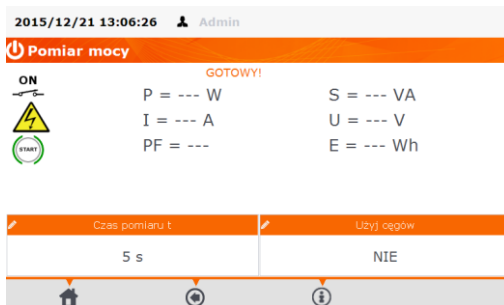 2015/12/21 13:06:26 Admin
Pomiar mocy
GOTOWY!
ON
P = --- W S = --- VA
I = --- A U = --- V
START
PF = --- E = --- Wh
Czas pomiaru t Użyj cęgów
5 s NIE